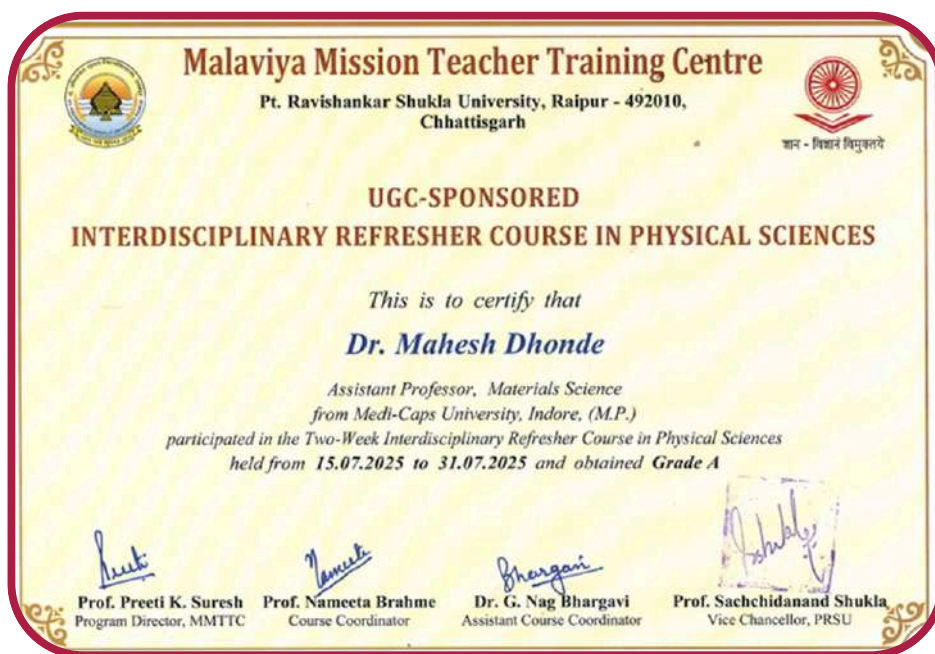 Malaviya Mission Teacher Training Centre
Pt. Ravishankar Shukla University, Raipur - 492010,
Chhattisgarh
ज्ञान - विज्ञानं विमुक्तये
UGC-SPONSORED
INTERDISCIPLINARY REFRESHER COURSE IN PHYSICAL SCIENCES
This is to certify that
Dr. Mahesh Dhonde
Assistant Professor, Materials Science
from Medi-Caps University, Indore, (M.P.)
participated in the Two-Week Interdisciplinary Refresher Course in Physical Sciences
held from 15.07.2025 to 31.07.2025 and obtained Grade A
Preeti
Nameeta
Bhargavi
Prof. Preeti K. Suresh
Program Director, MMTTC
Prof. Nameeta Brahme
Course Coordinator
Dr. G. Nag Bhargavi
Assistant Course Coordinator
Prof. Sachchidanand Shukla
Vice Chancellor, PRSU